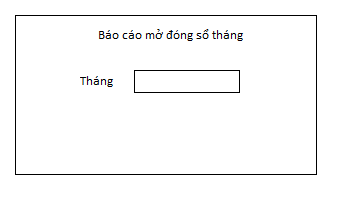 Báo cáo mở đóng sổ tháng
Tháng